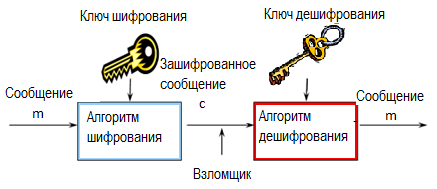 Ключ шифрования
Ключ дешифрования
Зашифрованное
сообщение
с
Сообщение
m
Алгоритм
шифрования
Алгоритм
дешифрования
Сообщение
m
Взломщик